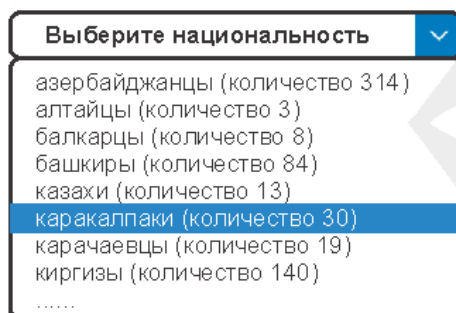 Выберите национальность
азербайджанцы (количество 314)
алтайцы (количество 3)
балкарцы (количество 8)
башкиры (количество 84)
казахи (количество 13)
каракалпаки (количество 30)
карачаевцы (количество 19)
киргизы (количество 140)
......